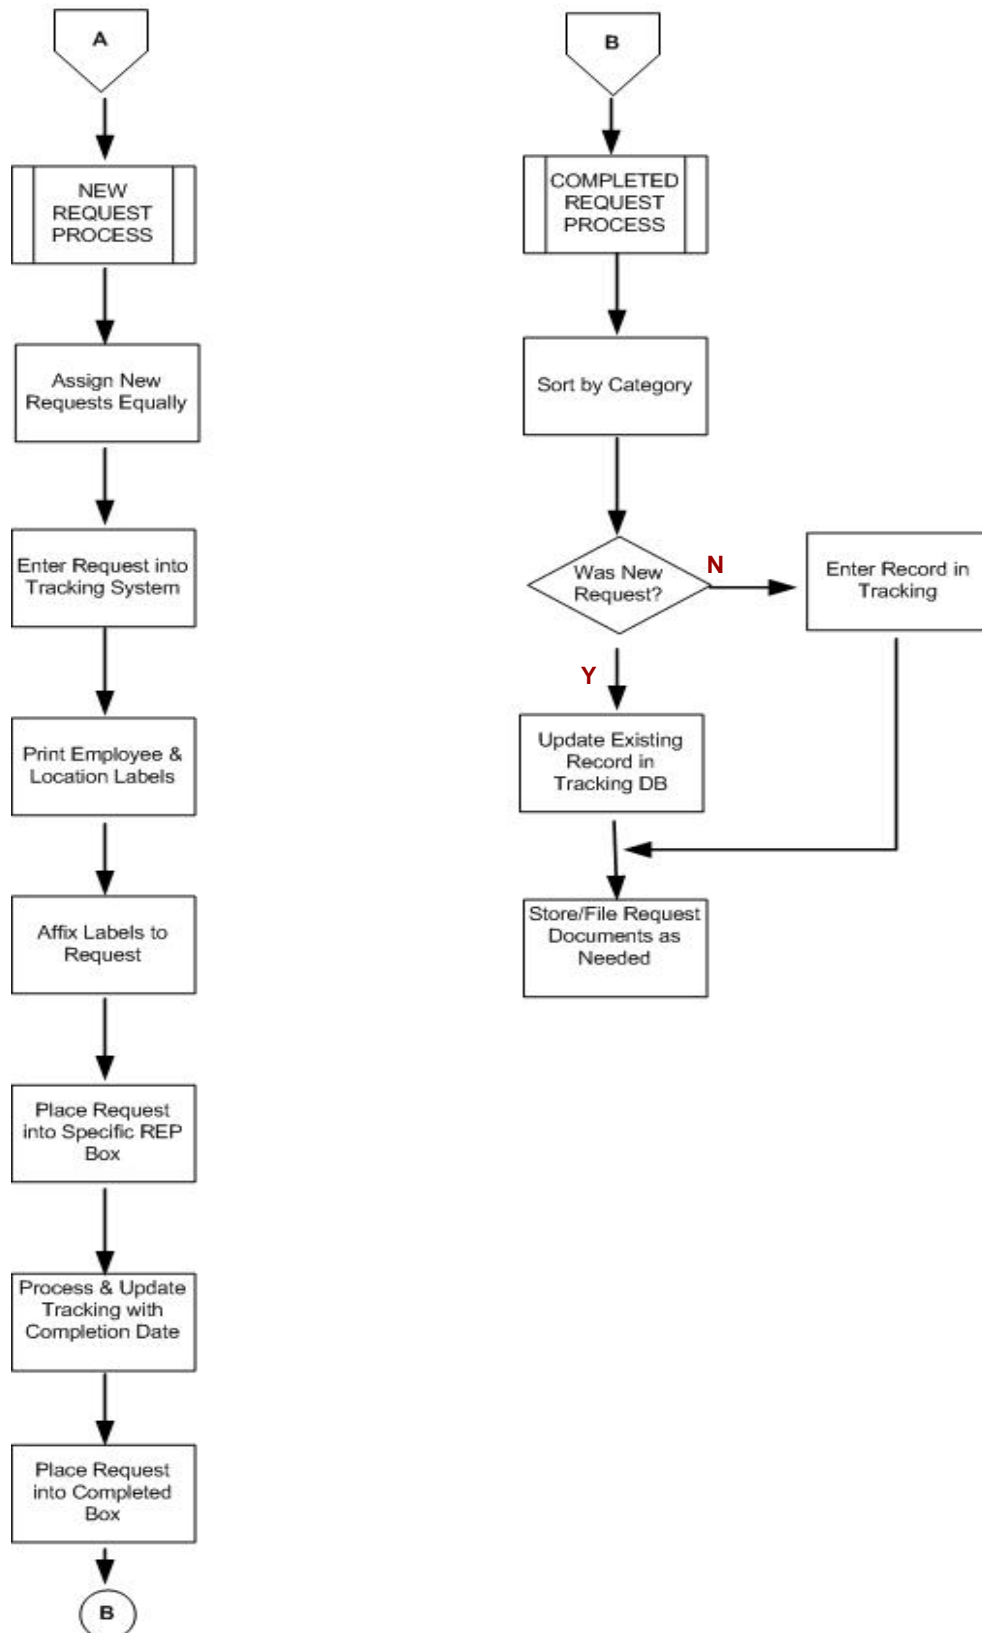 A
NEW
REQUEST
PROCESS
Assign New
Requests Equally
Enter Request into
Tracking System
Print Employee &
Location Labels
Affix Labels to
Request
Place Request
into Specific REP
Box
Process & Update
Tracking with
Completion Date
Place Request
into Completed
Box
B
B
COMPLETED
REQUEST
PROCESS
Sort by Category
Was New
Request?
N
Enter Record in
Tracking
Y
Update Existing
Record in
Tracking DB
Store/File Request
Documents as
Needed